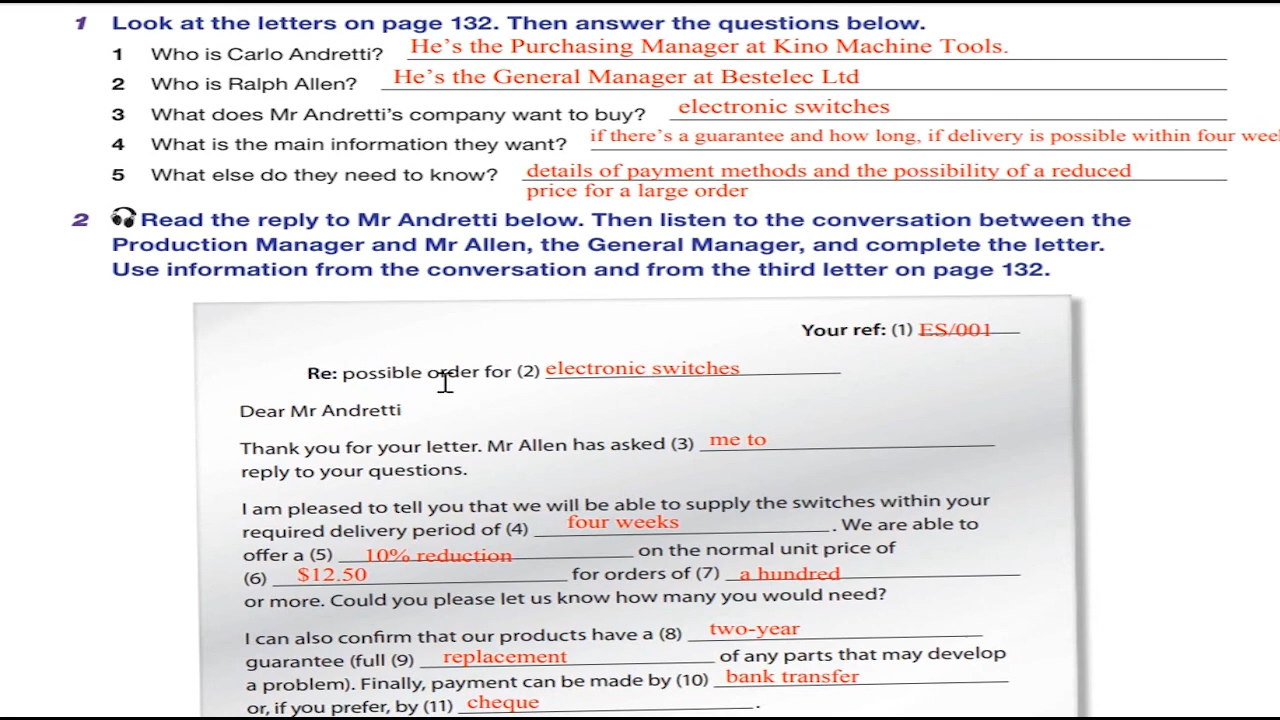 1 Look at the letters on page 132. Then answer the questions below.
1 Who is Carlo Andretti? He's the Purchasing Manager at Kino Machine Tools.
2 Who is Ralph Allen? He's the General Manager at Bestelec Ltd
3 What does Mr Andretti's company want to buy? electronic switches
4 What is the main information they want? if there's a guarantee and how long, if delivery is possible within four
5 What else do they need to know? details of payment methods and the possibility of a reduced
price for a large order
2 Read the reply to Mr Andretti below. Then listen to the conversation between the
Production Manager and Mr Allen, the General Manager, and complete the letter.
Use information from the conversation and from the third letter on page 132.
Your ref: (1) ES/001
Re: possible order for (2) electronic switches
Dear Mr Andretti
Thank you for your letter. Mr Allen has asked (3) me to
reply to your questions.
I am pleased to tell you that we will be able to supply the switches within your
required delivery period of (4) four weeks. We are able to
offer a (5) 10% reduction on the normal unit price of
(6) $12.50 for orders of (7) a hundred
or more. Could you please let us know how many you would need?
I can also confirm that our products have a (8) two-year
guarantee (full (9) replacement of any parts that may develop
a problem). Finally, payment can be made by (10) bank transfer
or, if you prefer, by (11) cheque.